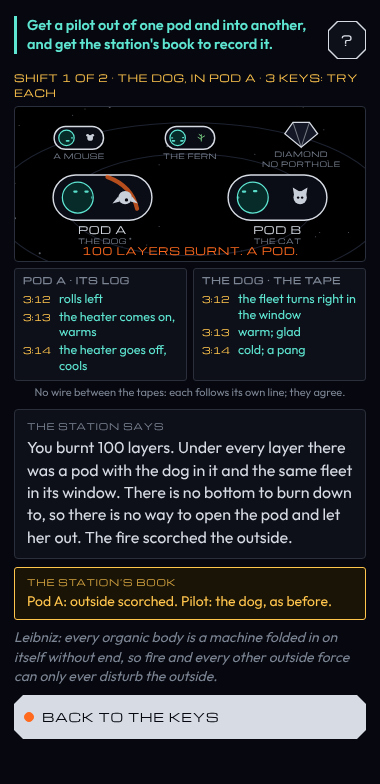 Get a pilot out of one pod and into another,
and get the station's book to record it.
?
SHIFT 1 OF 2 · THE DOG, IN POD A · 3 KEYS: TRY
EACH
A MOUSE
THE FERN
DIAMOND
NO PORTHOLE
POD A
THE DOG
POD B
THE CAT
100 LAYERS BURNT: A POD.
POD A · ITS LOG
3:12 rolls left
3:13 the heater comes on,
warms
3:14 the heater goes off,
cools
THE DOG · THE TAPE
3:12 the fleet turns right in
the window
3:13 warm; glad
3:14 cold; a pang
No wire between the tapes: each follows its own line; they agree.
THE STATION SAYS
You burnt 100 layers. Under every layer there
was a pod with the dog in it and the same fleet
in its window. There is no bottom to burn down
to, so there is no way to open the pod and let
her out. The fire scorched the outside.
THE STATION'S BOOK
Pod A: outside scorched. Pilot: the dog, as before.
Leibniz: every organic body is a machine folded in on
itself without end, so fire and every other outside force
can only ever disturb the outside.
BACK TO THE KEYS